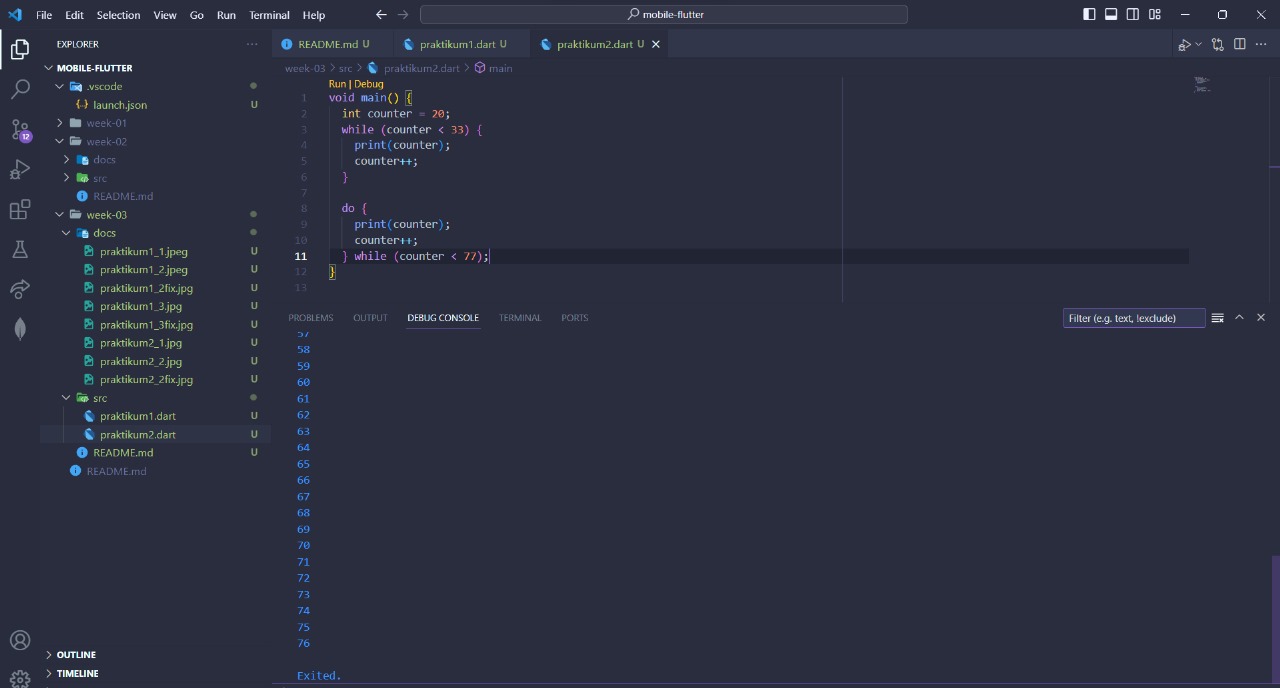 File Edit Selection View Go Run Terminal Help
mobile-flutter
EXPLORER
MOBILE-FLUTTER
.vscode
launch.json U
week-01
week-02
docs
src
README.md
week-03
docs
praktikum1_1.jpeg U
praktikum1_2.jpeg U
praktikum1_2fix.jpg U
praktikum1_3.jpg U
praktikum1_3fix.jpg U
praktikum2_1.jpg U
praktikum2_2.jpg U
praktikum2_2fix.jpg U
src
praktikum1.dart U
praktikum2.dart U
README.md U
README.md
12
OUTLINE
TIMELINE
README.md U praktikum1.dart U praktikum2.dart U
week-03 > src > praktikum2.dart > main
Run | Debug
1 void main() {
2 int counter = 20;
3 while (counter < 33) {
4 print(counter);
5 counter++;
6 }
7
8 do {
9 print(counter);
10 counter++;
11 } while (counter < 77);
12 }
13
PROBLEMS OUTPUT DEBUG CONSOLE TERMINAL PORTS
Filter (e.g. text, !exclude)
57
58
59
60
61
62
63
64
65
66
67
68
69
70
71
72
73
74
75
76
Exited.